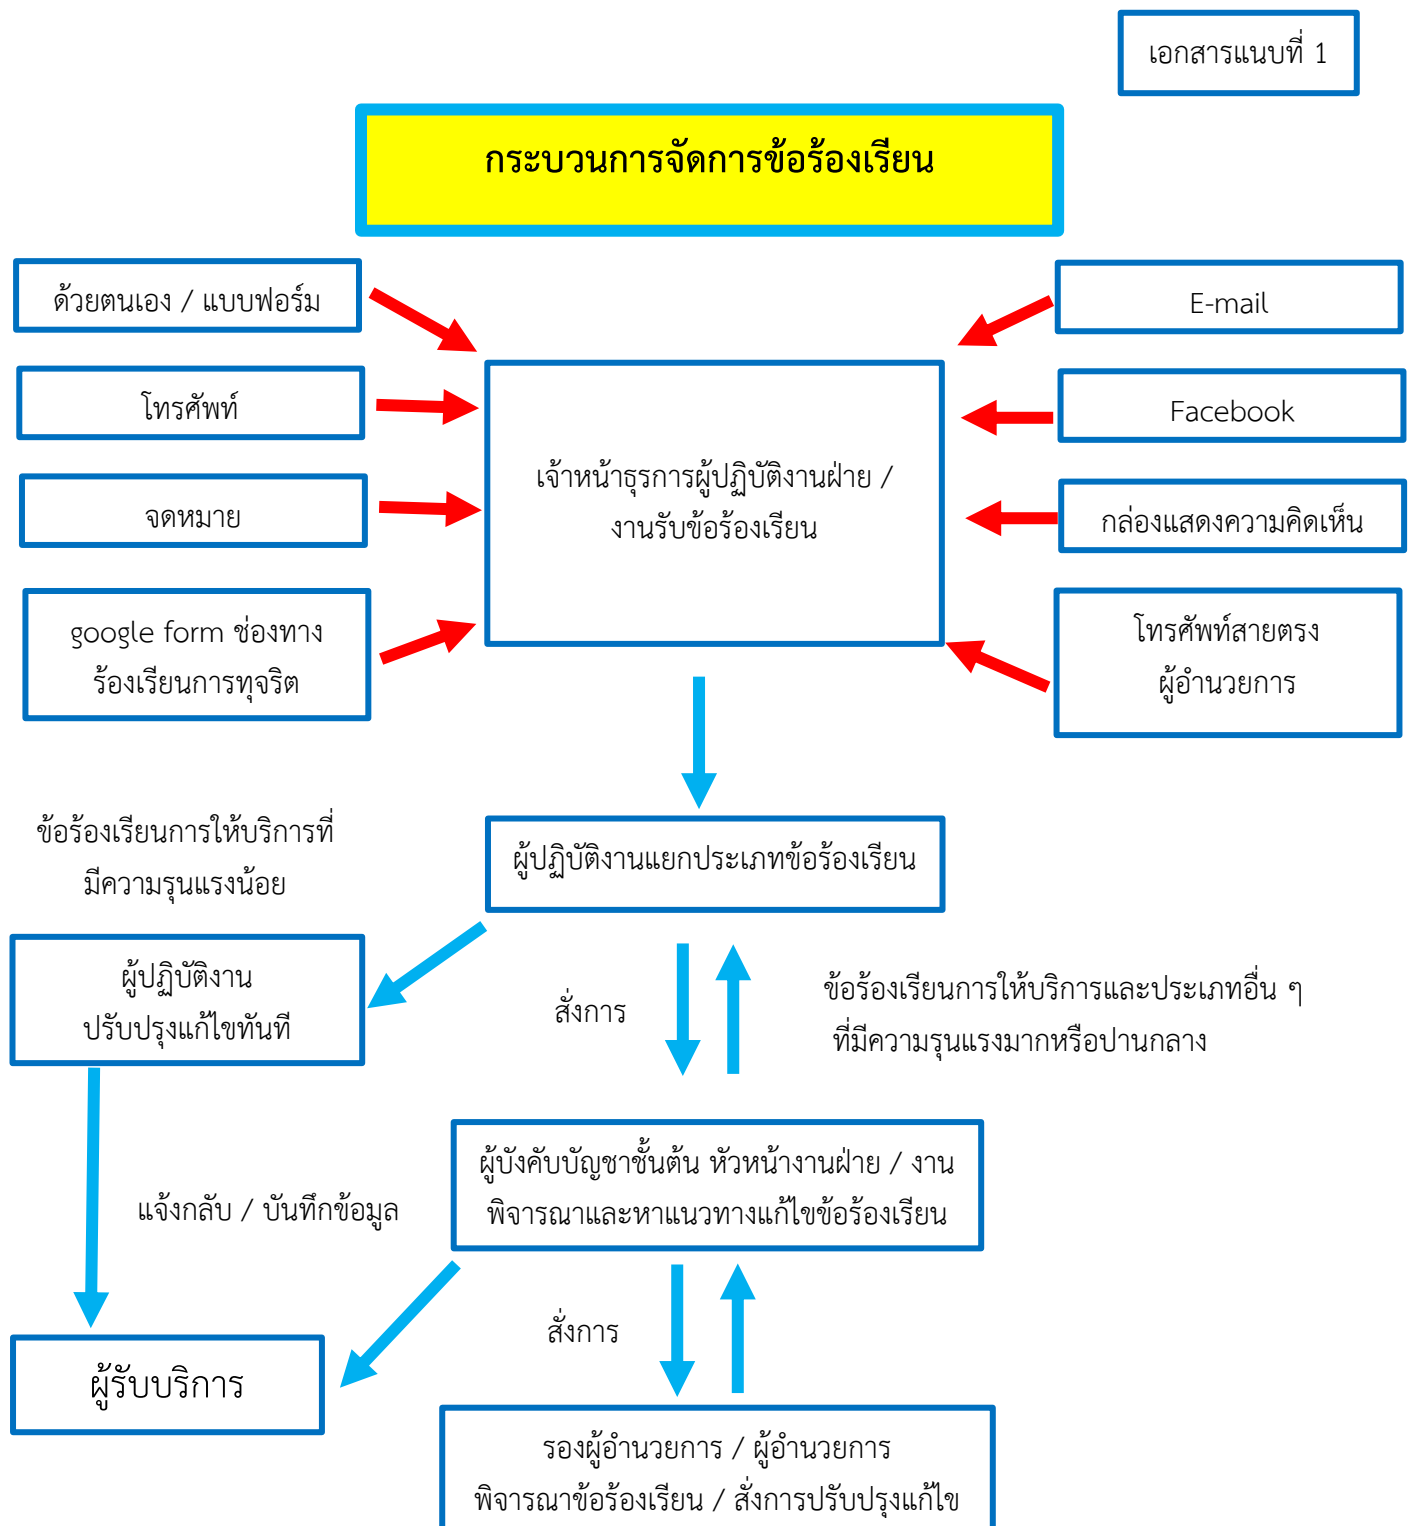 เอกสารแนบที่ 1
กระบวนการจัดการข้อร้องเรียน
ด้วยตนเอง / แบบฟอร์ม
E-mail
โทรศัพท์
Facebook
เจ้าหน้าธุรการผู้ปฏิบัติงานฝ่าย /
งานรับข้อร้องเรียน
จดหมาย
กล่องแสดงความคิดเห็น
google form ช่องทาง
ร้องเรียนการทุจริต
โทรศัพท์สายตรง
ผู้อำนวยการ
ข้อร้องเรียนการให้บริการที่
มีความรุนแรงน้อย
ผู้ปฏิบัติงานแยกประเภทข้อร้องเรียน
ผู้ปฏิบัติงาน
ปรับปรุงแก้ไขทันที
สั่งการ
ข้อร้องเรียนการให้บริการและประเภทอื่น ๆ
ที่มีความรุนแรงมากหรือปานกลาง
ผู้บังคับบัญชาชั้นต้น หัวหน้างานฝ่าย / งาน
พิจารณาและหาแนวทางแก้ไขข้อร้องเรียน
แจ้งกลับ / บันทึกข้อมูล
สั่งการ
ผู้รับบริการ
รองผู้อำนวยการ / ผู้อำนวยการ
พิจารณาข้อร้องเรียน / สั่งการปรับปรุงแก้ไข